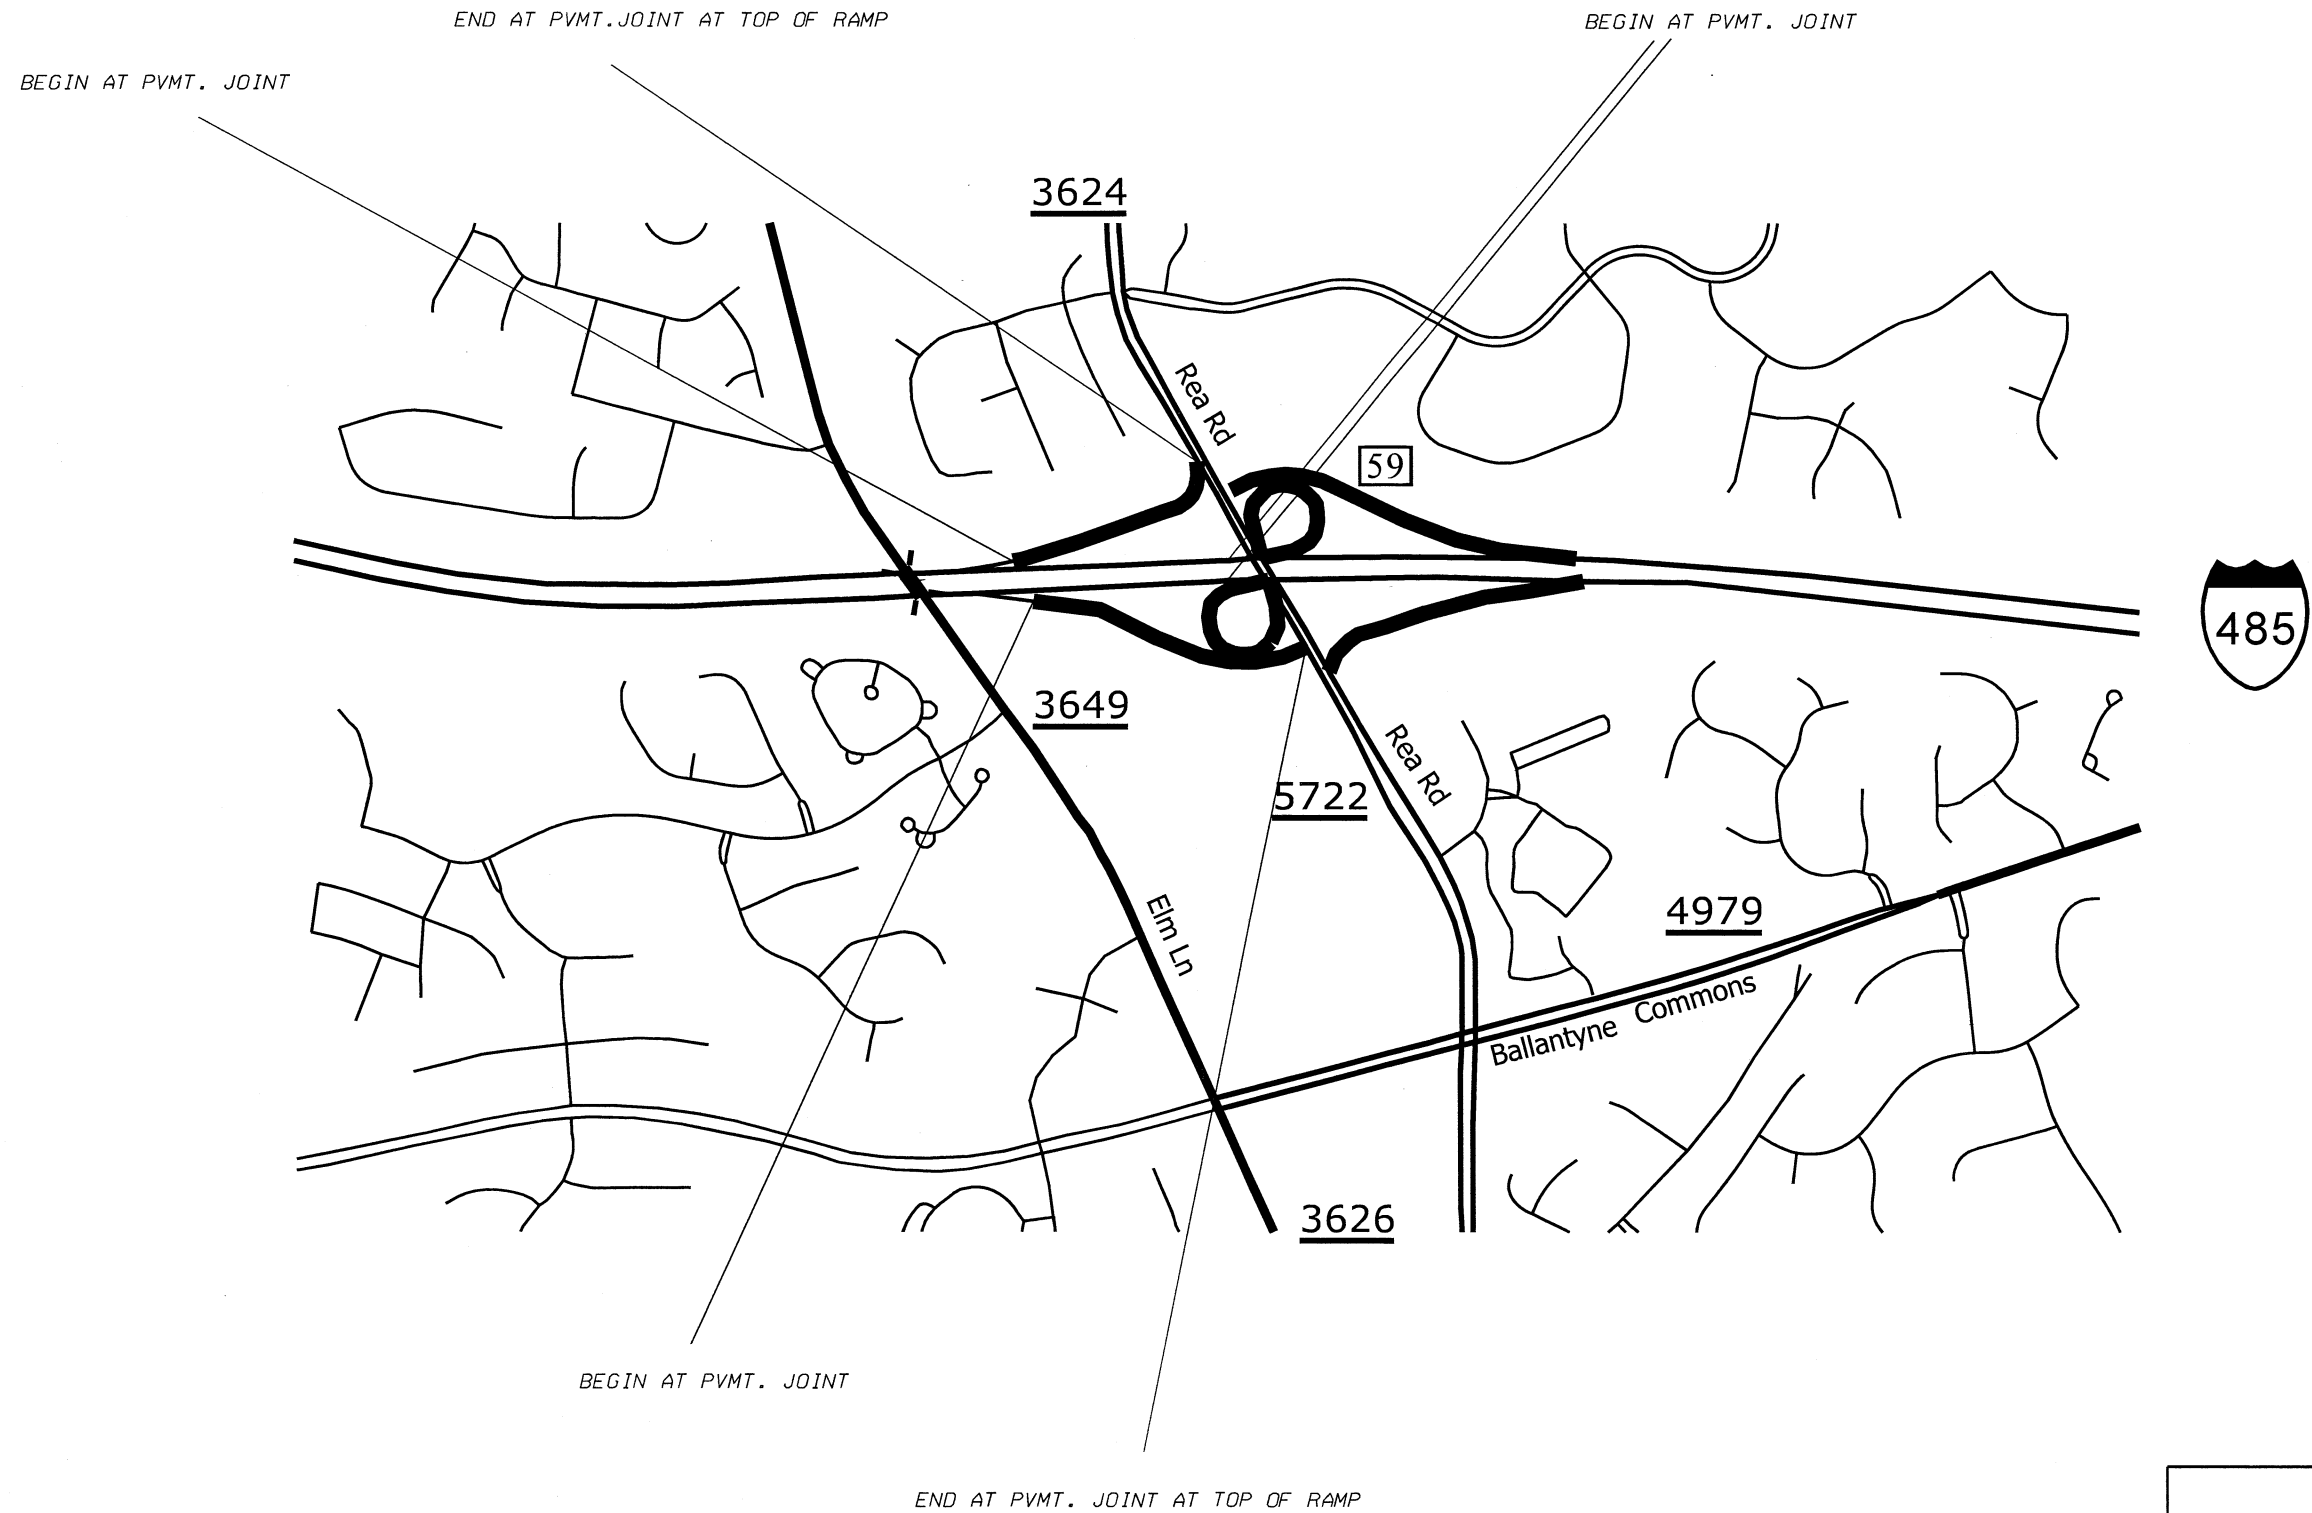 END AT PVMT.JOINT AT TOP OF RAMP
BEGIN AT PVMT. JOINT
BEGIN AT PVMT. JOINT
3624
Rea Rd
59
485
3649
Rea Rd
5722
4979
Elm Ln
Ballantyne Commons
3626
BEGIN AT PVMT. JOINT
END AT PVMT. JOINT AT TOP OF RAMP